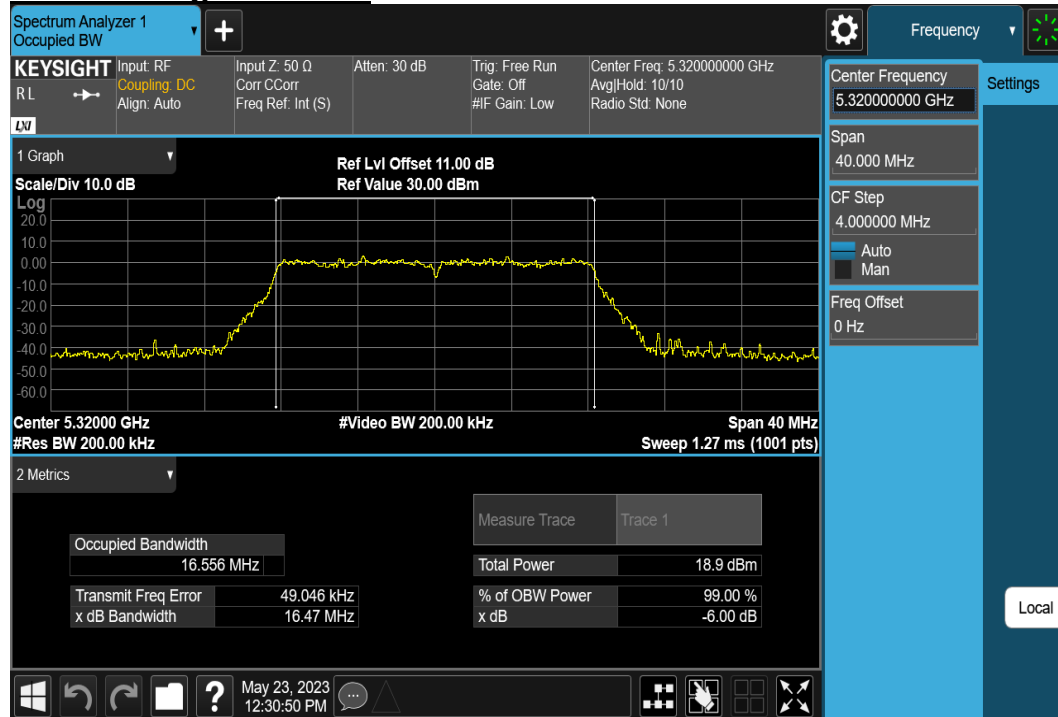 Spectrum Analyzer 1
Occupied BW
+
Frequency
KEYSIGHT
RL
LXI
Input: RF
Coupling: DC
Align: Auto
Input Z: 50 Ω
Corr CCorr
Freq Ref: Int (S)
Atten: 30 dB
Trig: Free Run
Gate: Off
#IF Gain: Low
Center Freq: 5.320000000 GHz
Avg|Hold: 10/10
Radio Std: None
Center Frequency
5.320000000 GHz
Settings
Span
40.000 MHz
CF Step
4.000000 MHz
Auto
Man
Freq Offset
0 Hz
Local
1 Graph
Scale/Div 10.0 dB
Ref Lvl Offset 11.00 dB
Ref Value 30.00 dBm
Log
20.0
10.0
0.00
-10.0
-20.0
-30.0
-40.0
-50.0
-60.0
Center 5.32000 GHz
#Res BW 200.00 kHz
#Video BW 200.00 kHz
Span 40 MHz
Sweep 1.27 ms (1001 pts)
2 Metrics
Measure Trace Trace 1
Occupied Bandwidth
16.556 MHz
Total Power 18.9 dBm
Transmit Freq Error 49.046 kHz
% of OBW Power 99.00 %
x dB Bandwidth 16.47 MHz
x dB -6.00 dB
?
May 23, 2023
12:30:50 PM